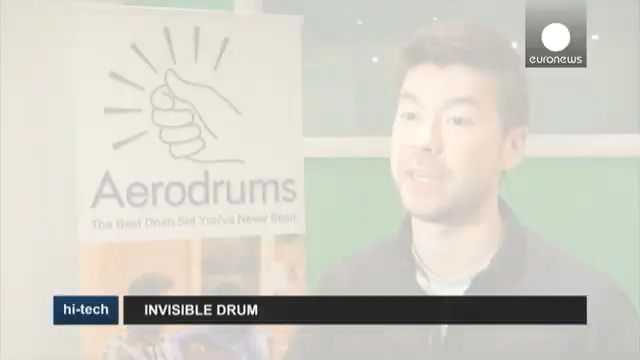 euronews
Aerodrums
The Best Drum Set You've Never Seen
hi-tech
INVISIBLE DRUM